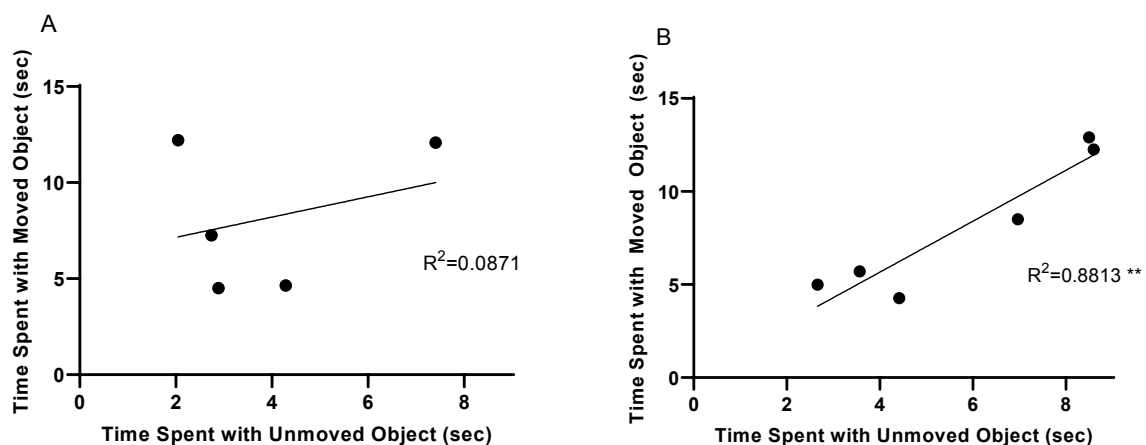 A
Time Spent with Moved Object (sec)
15
10
5
0
0
2
4
6
8
R²=0.0871
Time Spent with Unmoved Object (sec)
B
Time Spent with Moved Object (sec)
15
10
5
0
0
2
4
6
8
R²=0.8813 **
Time Spent with Unmoved Object (sec)